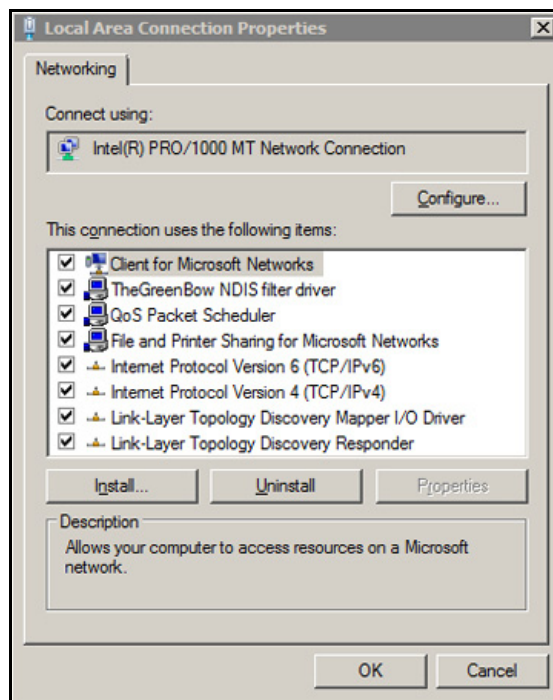 Local Area Connection Properties
Networking
Connect using:
Intel(R) PRO/1000 MT Network Connection
Configure...
This connection uses the following items:
Client for Microsoft Networks
TheGreenBow NDIS filter driver
QoS Packet Scheduler
File and Printer Sharing for Microsoft Networks
Internet Protocol Version 6 (TCP/IPv6)
Internet Protocol Version 4 (TCP/IPv4)
Link-Layer Topology Discovery Mapper I/O Driver
Link-Layer Topology Discovery Responder
Install... Uninstall Properties
Description
Allows your computer to access resources on a Microsoft
network.
OK Cancel